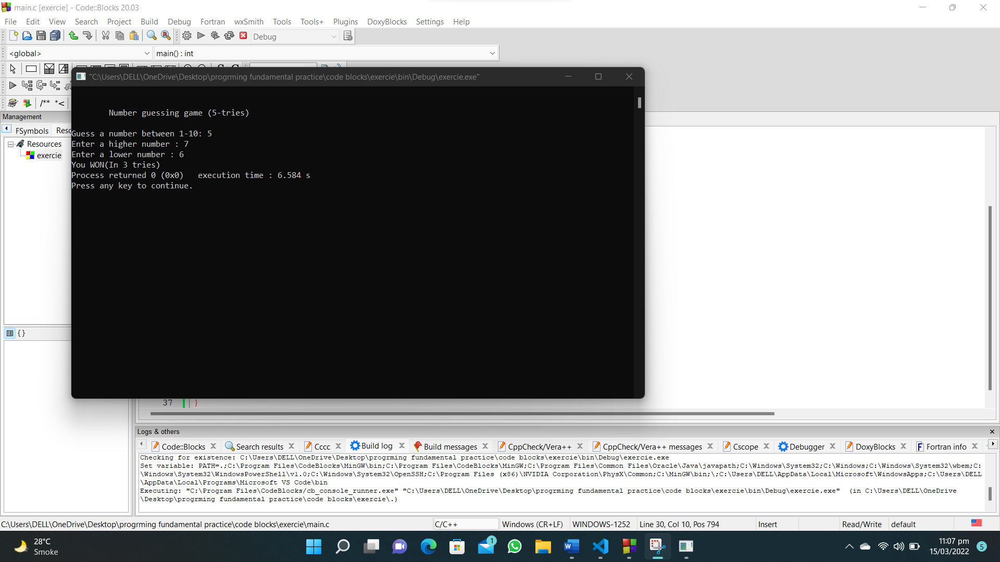 main.c [exercie] - Code::Blocks 20.03
File Edit View Search Project Build Debug Fortran wxSmith Tools Tools+ Plugins DoxyBlocks Settings Help
Debug
<global> main() : int
"C:\Users\DELL\OneDrive\Desktop\progrming fundamental practice\code blocks\exercie\bin\Debug\exercie.exe"
/** *<
Number guessing game (5-tries)
Guess a number between 1-10: 5
Enter a higher number : 7
Enter a lower number : 6
You WON(In 3 tries)
Process returned 0 (0x0) execution time : 6.584 s
Press any key to continue.
Management
FSymbols
Resources
exercie
{}
37 }
Logs & others
Code::Blocks Search results Cccc Build log Build messages CppCheck/Vera++ CppCheck/Vera++ messages Cscope Debugger DoxyBlocks Fortran info
Checking for existence: C:\Users\DELL\OneDrive\Desktop\progrming fundamental practice\code blocks\exercie\bin\Debug\exercie.exe
Set variable: PATH=.;C:\Program Files\CodeBlocks\MinGW\bin;C:\Program Files\CodeBlocks\MinGW;C:\Program Files\Common Files\Oracle\Java\javapath;C:\Windows\System32;C:\Windows;C:\Windows\System32\wbem;C:
\Windows\System32\WindowsPowerShell\v1.0;C:\Windows\System32\OpenSSH;C:\Program Files (x86)\NVIDIA Corporation\PhysX\Common;C:\MinGW\bin;\;C:\Users\DELL\AppData\Local\Microsoft\WindowsApps;C:\Users\DELL
\AppData\Local\Programs\Microsoft VS Code\bin
Executing: "C:\Program Files\CodeBlocks/cb_console_runner.exe" "C:\Users\DELL\OneDrive\Desktop\progrming fundamental practice\code blocks\exercie\bin\Debug\exercie.exe" (in C:\Users\DELL\OneDrive
\Desktop\progrming fundamental practice\code blocks\exercie\.)
C:\Users\DELL\OneDrive\Desktop\progrming fundamental practice\code blocks\exercie\main.c C/C++ Windows (CR+LF) WINDOWS-1252 Line 30, Col 10, Pos 794 Insert Read/Write default
28°C
Smoke
1
11:07 pm
15/03/2022
5